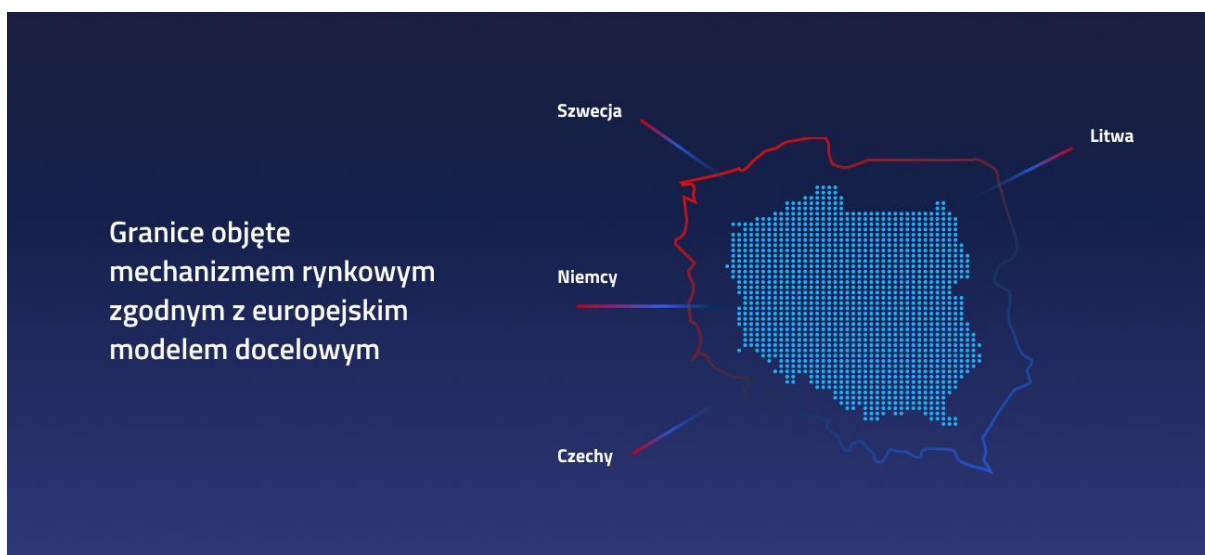 Szwecja
Litwa
Granice objęte
mechanizmem rynkowym
zgodnym z europejskim
modelem docelowym
Niemcy
Czechy